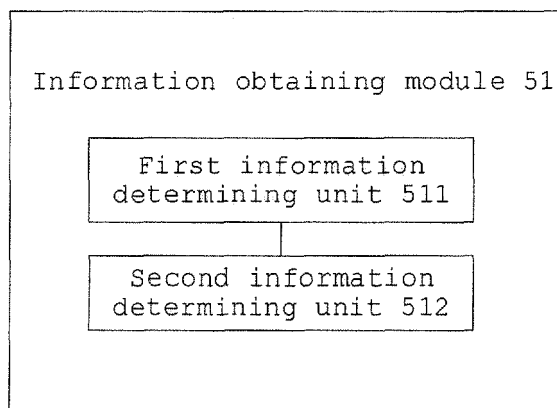 Information obtaining module 51
First information
determining unit 511
Second information
determining unit 512